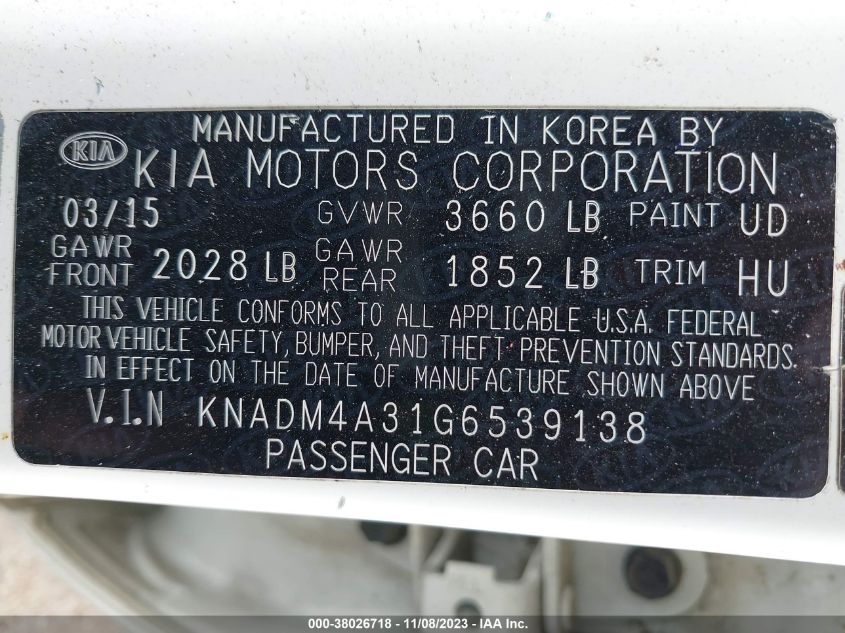 MANUFACTURED IN KOREA BY
KIA KIA MOTORS CORPORATION
03/15 GVWR 3660 LB PAINT UD
GAWR FRONT 2028 LB GAWR REAR 1852 LB TRIM HU
THIS VEHICLE CONFORMS TO ALL APPLICABLE U.S.A. FEDERAL
MOTOR VEHICLE SAFETY, BUMPER, AND THEFT PREVENTION STANDARDS.
IN EFFECT ON THE DATE OF MANUFACTURE SHOWN ABOVE
V.I.N KNADM4A31G6539138
PASSENGER CAR
000-38026718 - 11/08/2023 - IAAI.com